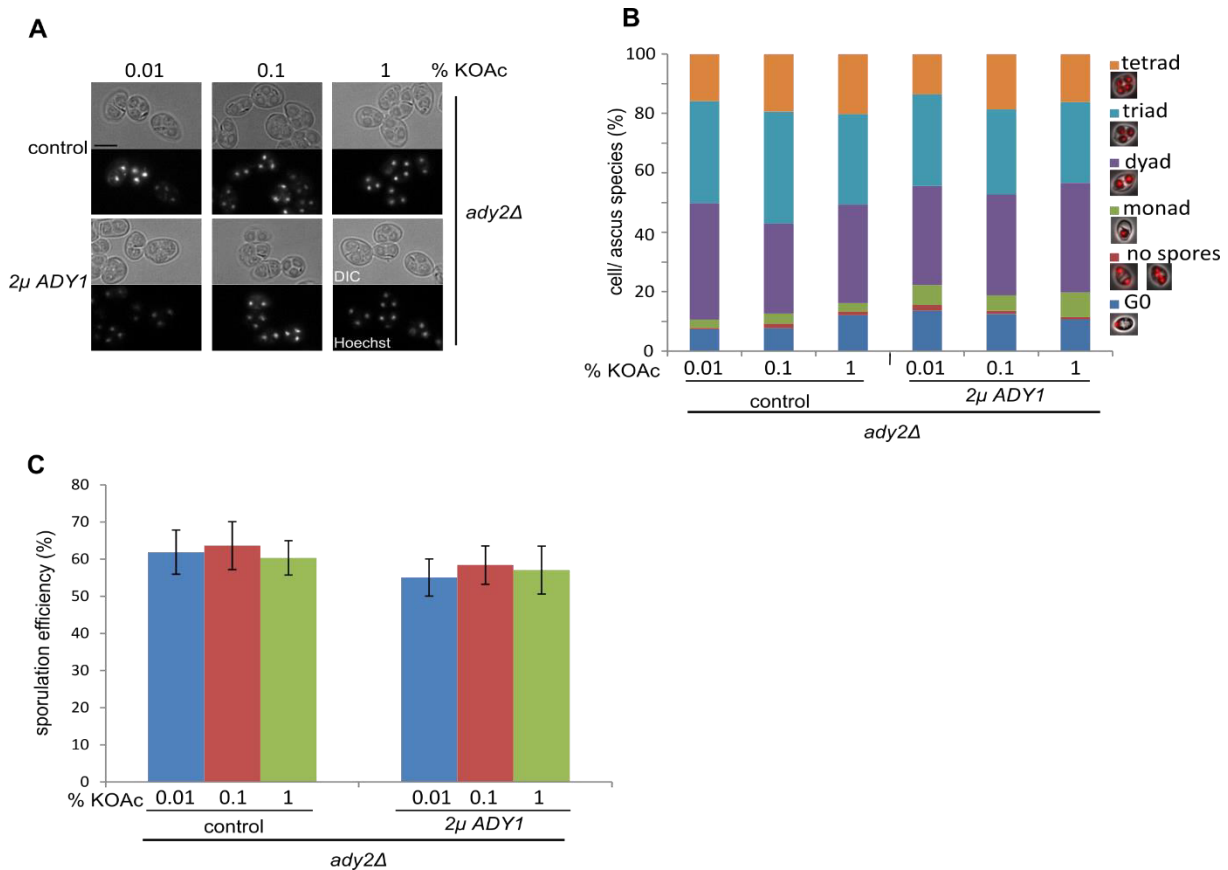 A
0.01 0.1 1 % KOAc
control
2μ ADY1
DIC
Hoechst
ady2Δ
B
cell/ ascus species (%)
100
80
60
40
20
0
tetrad
triad
dyad
monad
no spores
G0
% KOAc 0.01 0.1 1 0.01 0.1 1
control 2μ ADY1
ady2Δ
C
sporulation efficiency (%)
80
70
60
50
40
30
20
10
0
% KOAc 0.01 0.1 1 0.01 0.1 1
control 2μ ADY1
ady2Δ